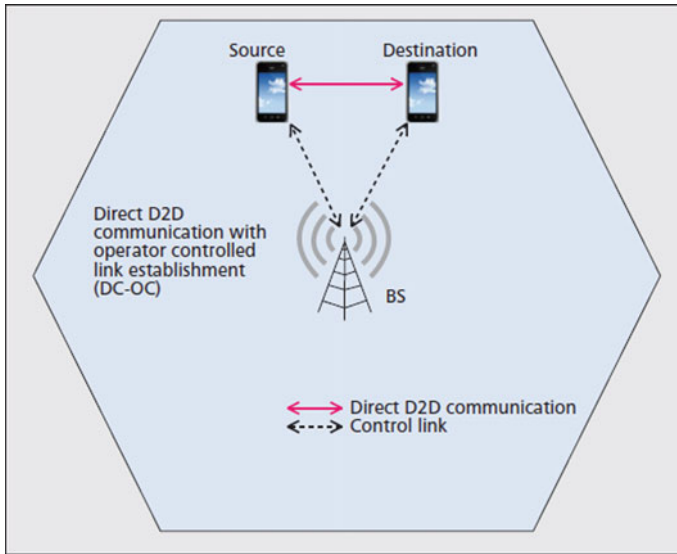 Source
Destination
Direct D2D
communication with
operator controlled
link establishment
(DC-OC)
BS
Direct D2D communication
Control link